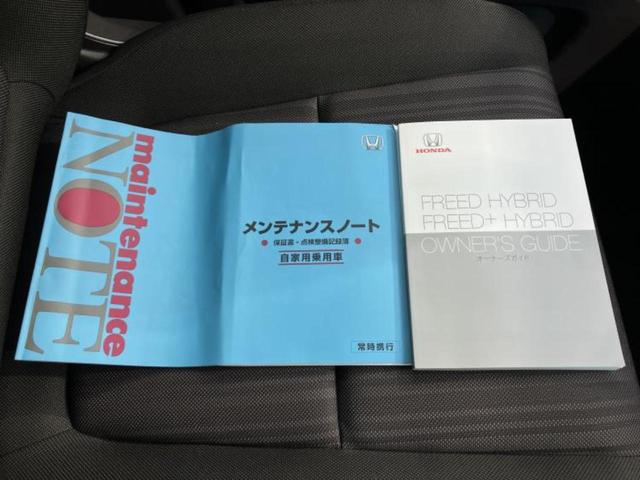 maintenance
NOTE
メンテナンスノート
● 保証書・点検整備記録簿 ●
自家用乗用車
常時携行
HONDA
FREED HYBRID
FREED+ HYBRID
OWNER'S GUIDE
オーナーズガイド